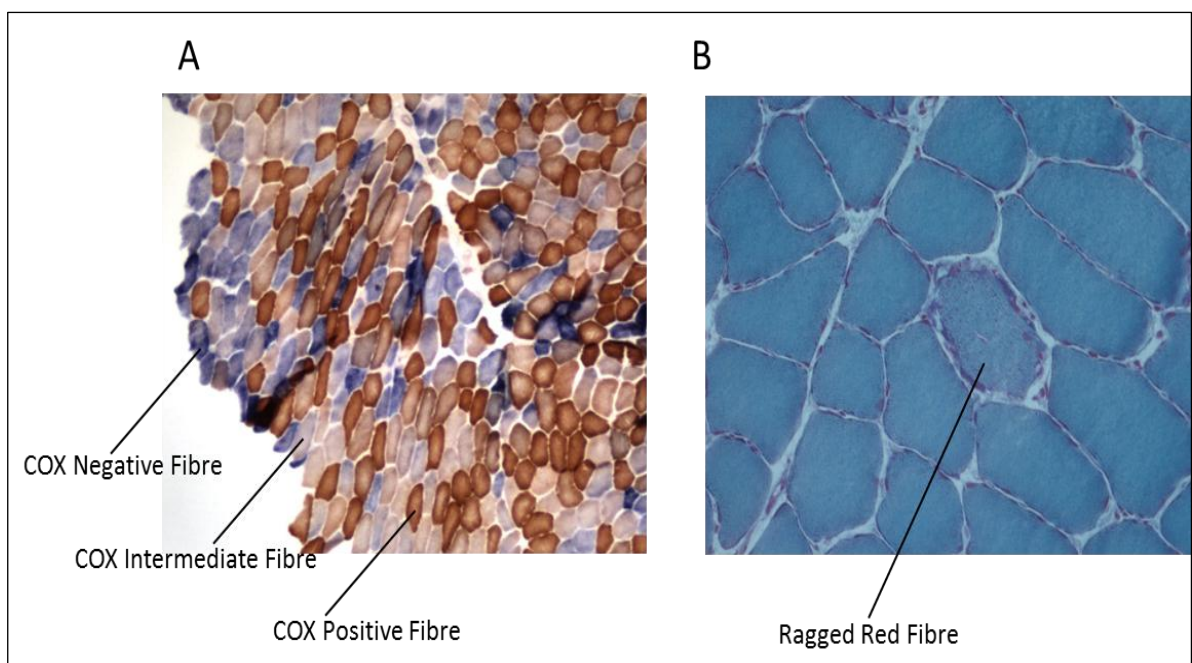 A
B
COX Negative Fibre
COX Intermediate Fibre
COX Positive Fibre
Ragged Red Fibre